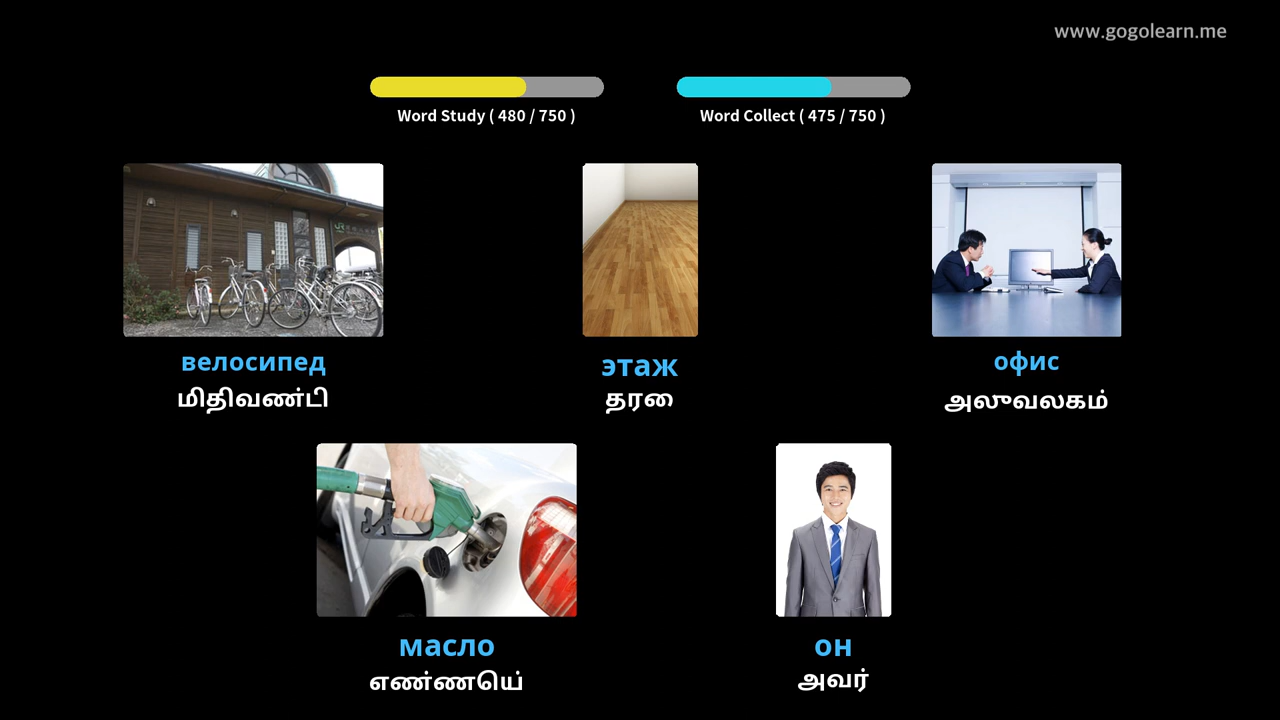 www.gogolearn.me
Word Study ( 480 / 750 )
Word Collect ( 475 / 750 )
JR
велосипед
этаж
офис
மிதிவண்டி
தரை
அலுவலகம்
масло
он
எண்ணெய்
அவர்